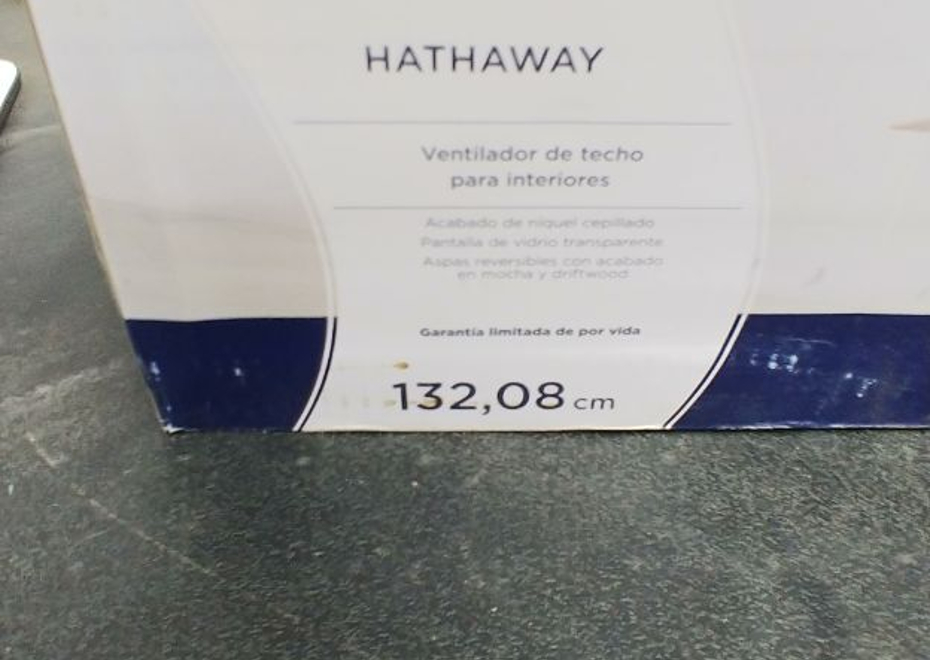 HATHAWAY
Ventilador de techo
para interiores
Acabado de níquel cepillado
Pantalla de vidrio transparente
Aspas reversibles con acabado
en mocha y driftwood
Garantía limitada de por vida
132,08 cm